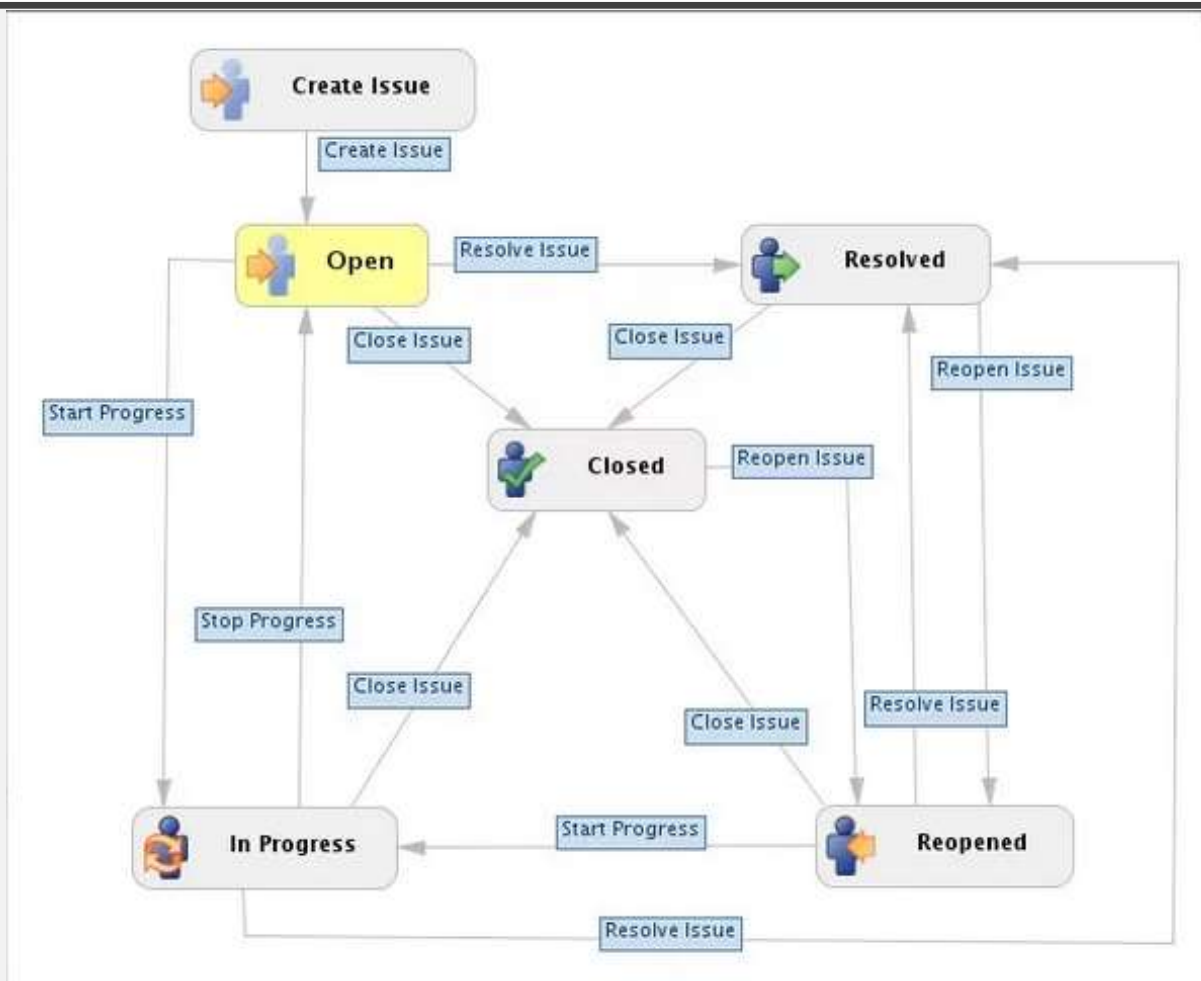 Create Issue
Create Issue
Open
Resolve Issue
Resolved
Close Issue
Close Issue
Reopen Issue
Start Progress
Closed
Reopen Issue
Stop Progress
Close Issue
Close Issue
Resolve Issue
In Progress
Start Progress
Reopened
Resolve Issue